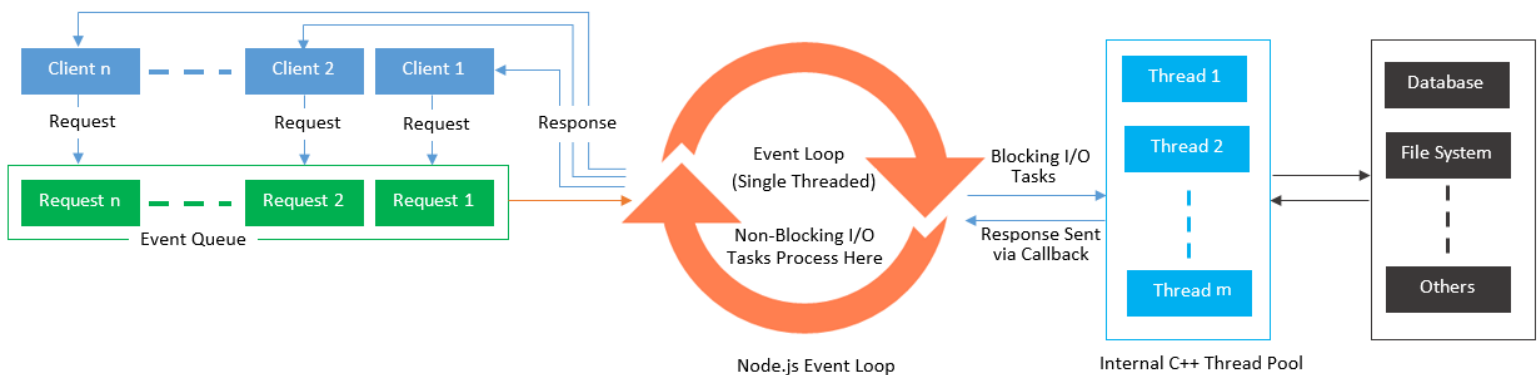 Client n
Client 2
Client 1
Request
Request
Request
Response
Request n
Request 2
Request 1
Event Queue
Event Loop
(Single Threaded)
Non-Blocking I/O
Tasks Process Here
Node.js Event Loop
Blocking I/O
Tasks
Response Sent
via Callback
Thread 1
Thread 2
Thread m
Internal C++ Thread Pool
Database
File System
Others